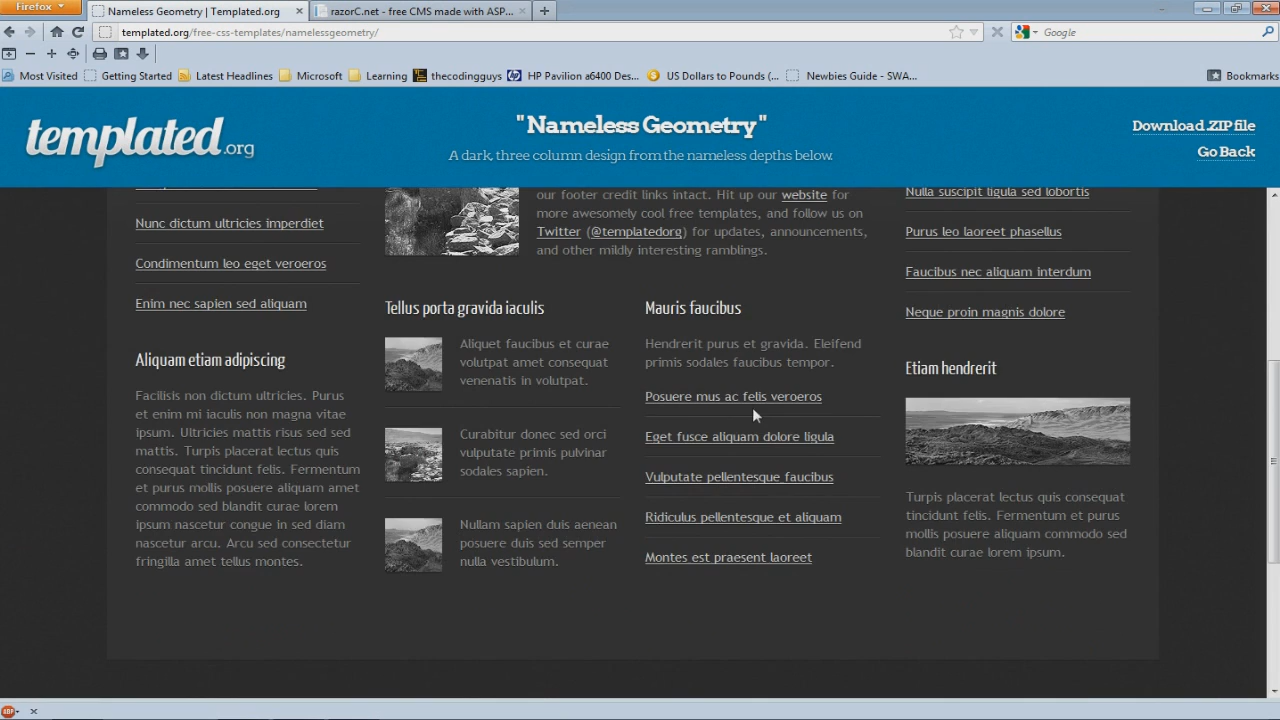 Firefox
Nameless Geometry | Templated.org
razorC.net - free CMS made with ASP...
templated.org/free-css-templates/namelessgeometry/
Google
Most Visited
Getting Started
Latest Headlines
Microsoft
Learning
thecodingguys
HP Pavilion a6400 Des...
US Dollars to Pounds (...
Newbies Guide - SWA...
Bookmarks
templated.org
"Nameless Geometry"
A dark, three column design from the nameless depths below.
Download .ZIP file
Go Back
Nunc dictum ultricies imperdiet
Condimentum leo eget veroeros
Enim nec sapien sed aliquam
Aliquam etiam adipiscing
Facilisis non dictum ultricies. Purus
et enim mi iaculis non magna vitae
ipsum. Ultricies mattis risus sed sed
mattis. Turpis placerat lectus quis
consequat tincidunt felis. Fermentum
et purus mollis posuere aliquam amet
commodo sed blandit curae lorem
ipsum nascetur congue in sed diam
nascetur arcu. Arcu sed consectetur
fringilla amet tellus montes.
our footer credit links intact. Hit up our website for
more awesomely cool free templates, and follow us on
Twitter (@templatedorg) for updates, announcements,
and other mildly interesting ramblings.
Tellus porta gravida iaculis
Aliquet faucibus et curae
volutpat amet consequat
venenatis in volutpat.
Curabitur donec sed orci
vulputate primis pulvinar
sodales sapien.
Nullam sapien duis aenean
posuere duis sed semper
nulla vestibulum.
Mauris faucibus
Hendrerit purus et gravida. Eleifend
primis sodales faucibus tempor.
Posuere mus ac felis veroeros
Eget fusce aliquam dolore ligula
Vulputate pellentesque faucibus
Ridiculus pellentesque et aliquam
Montes est praesent laoreet
Nulla suscipit ligula sed lobortis
Purus leo laoreet phasellus
Faucibus nec aliquam interdum
Neque proin magnis dolore
Etiam hendrerit
Turpis placerat lectus quis consequat
tincidunt felis. Fermentum et purus
mollis posuere aliquam commodo sed
blandit curae lorem ipsum.
ABP